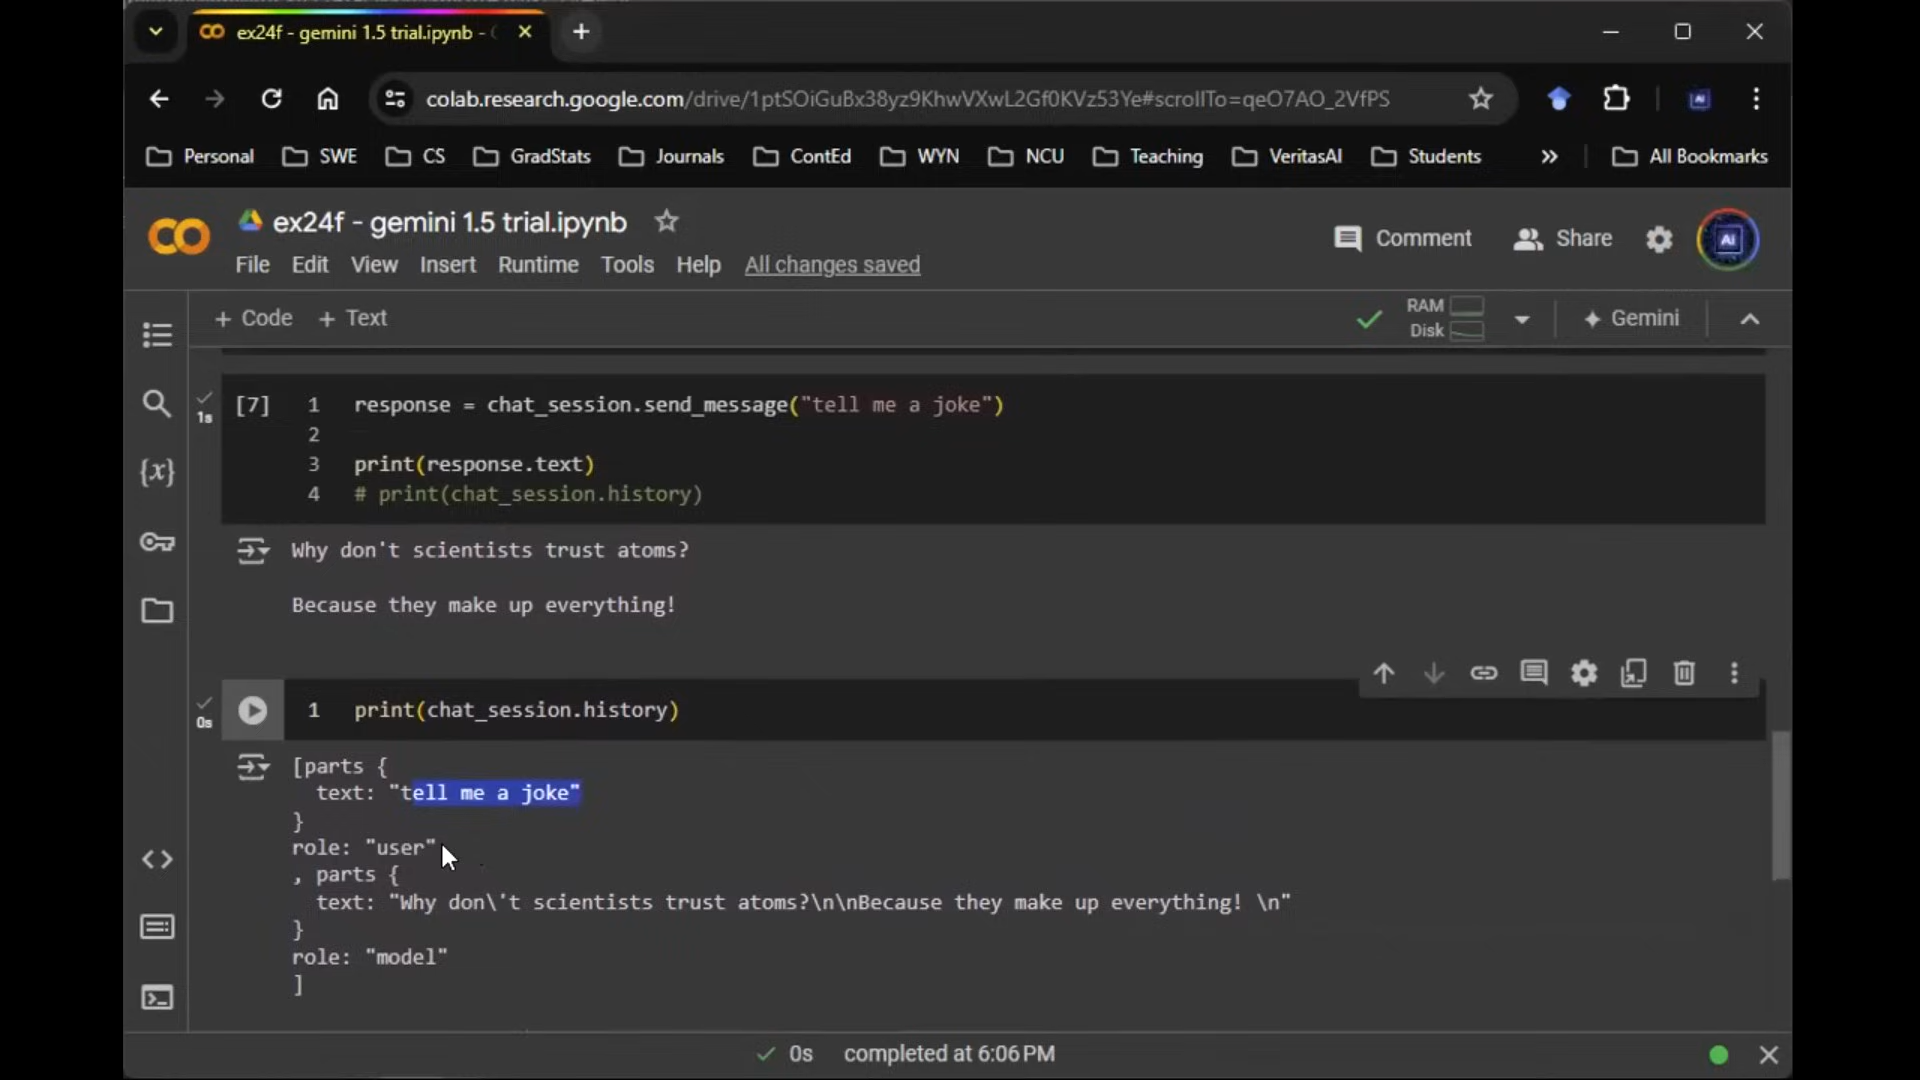 ex24f - gemini 1.5 trial.ipynb -
colab.research.google.com/drive/1ptSOiGuBx38yz9KhwVXwL2Gf0KVz53Ye#scrollTo=qeO7AO_2VfPS
Personal SWE CS GradStats Journals ContEd WYN NCU Teaching VeritasAI Students » All Bookmarks
ex24f - gemini 1.5 trial.ipynb
Comment Share AI
File Edit View Insert Runtime Tools Help All changes saved
+ Code + Text RAM Disk Gemini
[7] 1 response = chat_session.send_message("tell me a joke")
1s
2
3 print(response.text)
4 # print(chat_session.history)
Why don't scientists trust atoms?
Because they make up everything!
{x}
1 print(chat_session.history)
0s
[parts {
text: "tell me a joke"
}
role: "user"
, parts {
text: "Why don\'t scientists trust atoms?\n\nBecause they make up everything! \n"
}
role: "model"
]
0s completed at 6:06 PM